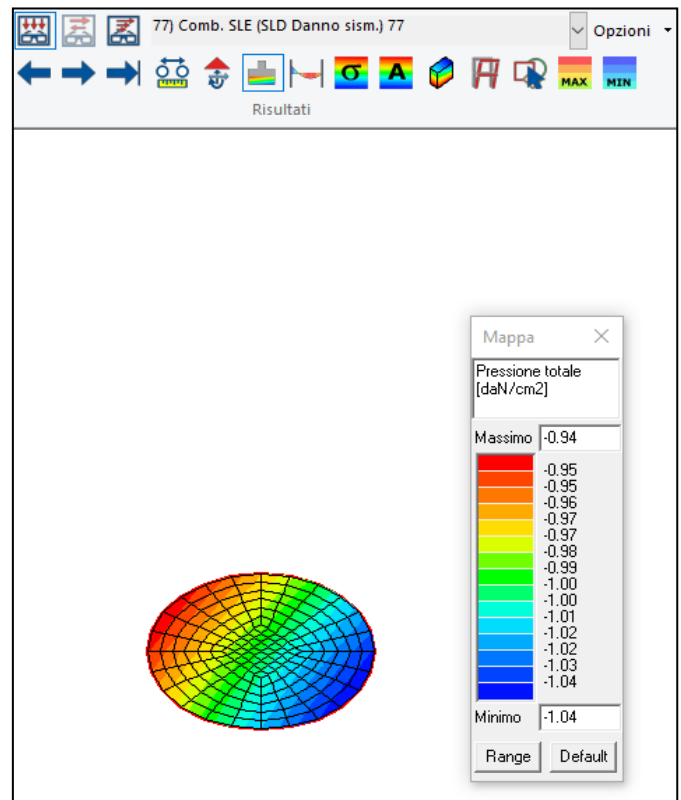 77) Comb. SLE (SLD Danno sism.) 77
Opzioni
σ
A
MAX
MIN
Risultati
Mappa
Pressione totale
[daN/cm2]
Massimo -0.94
-0.95
-0.95
-0.96
-0.97
-0.97
-0.98
-0.99
-1.00
-1.00
-1.01
-1.02
-1.02
-1.03
-1.04
Minimo -1.04
Range Default